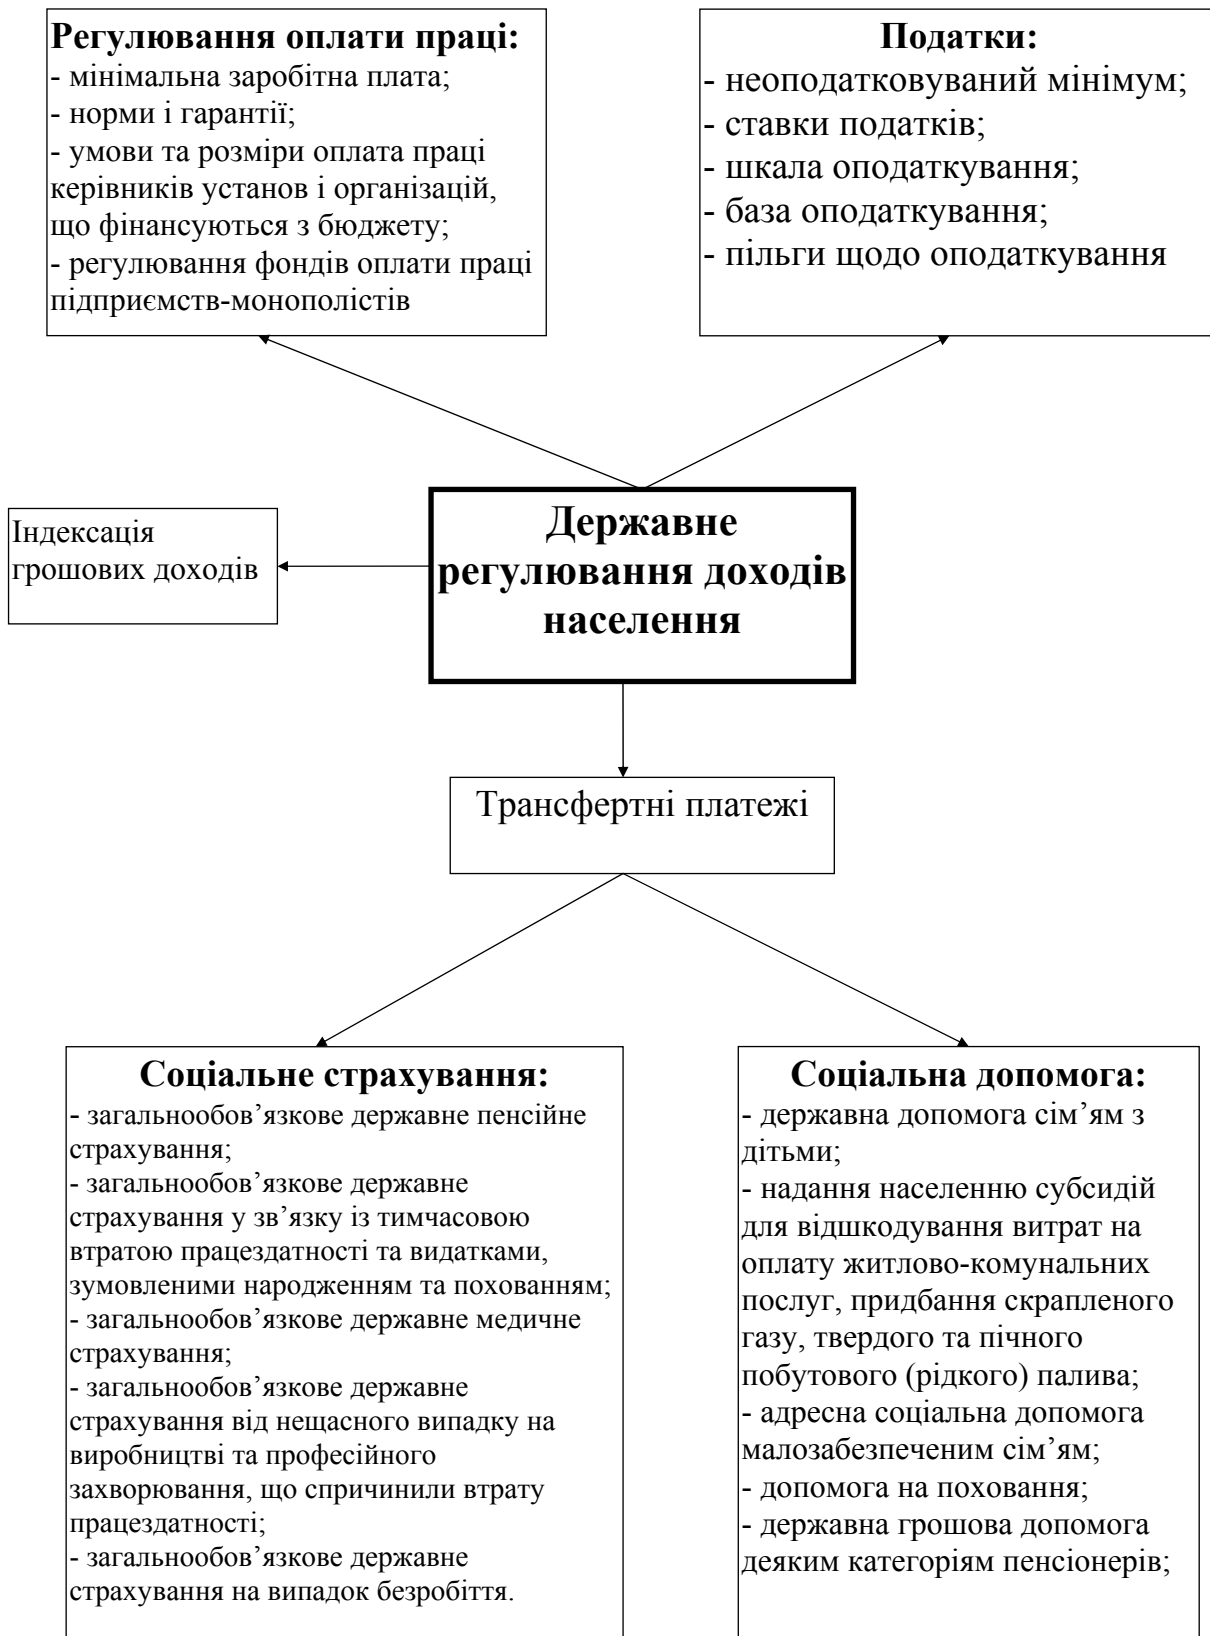 Регулювання оплати праці:
- мінімальна заробітна плата;
- норми і гарантії;
- умови та розміри оплата праці
керівників установ і організацій,
що фінансуються з бюджету;
- регулювання фондів оплати праці
підприємств-монополістів
Податки:
- неоподатковуваний мінімум;
- ставки податків;
- шкала оподаткування;
- база оподаткування;
- пільги щодо оподаткування
Індексація
грошових доходів
Державне
регулювання доходів
населення
Трансфертні платежі
Соціальне страхування:
- загальнообов’язкове державне пенсійне
страхування;
- загальнообов’язкове державне
страхування у зв’язку із тимчасовою
втратою працездатності та видатками,
зумовленими народженням та похованням;
- загальнообов’язкове державне медичне
страхування;
- загальнообов’язкове державне
страхування від нещасного випадку на
виробництві та професійного
захворювання, що спричинили втрату
працездатності;
- загальнообов’язкове державне
страхування на випадок безробіття.
Соціальна допомога:
- державна допомога сім’ям з
дітьми;
- надання населенню субсидій
для відшкодування витрат на
оплату житлово-комунальних
послуг, придбання скрапленого
газу, твердого та пічного
побутового (рідкого) палива;
- адресна соціальна допомога
малозабезпеченим сім’ям;
- допомога на поховання;
- державна грошова допомога
деяким категоріям пенсіонерів;